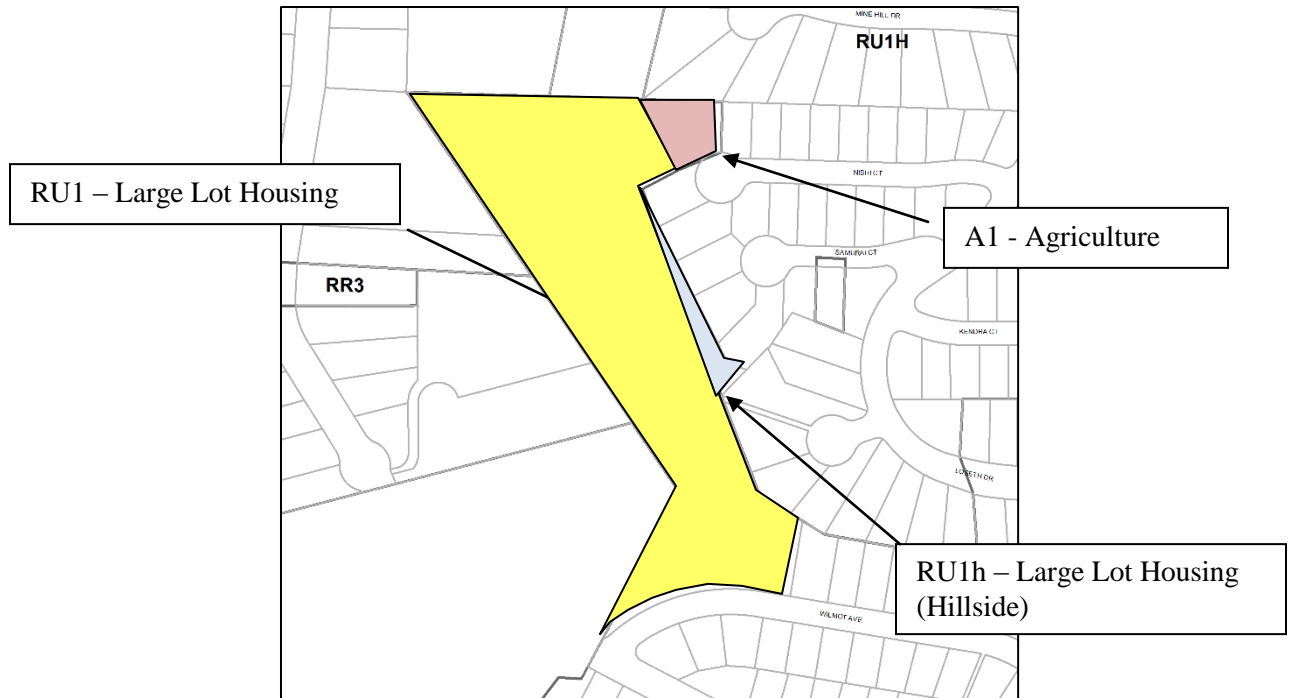 MINE HILL DR
RU1H
NISHI CT
RU1 – Large Lot Housing
A1 - Agriculture
SAMURAI CT
RR3
KENDRA CT
LOSETH DR
RU1h – Large Lot Housing
(Hillside)
WILMOT AVE